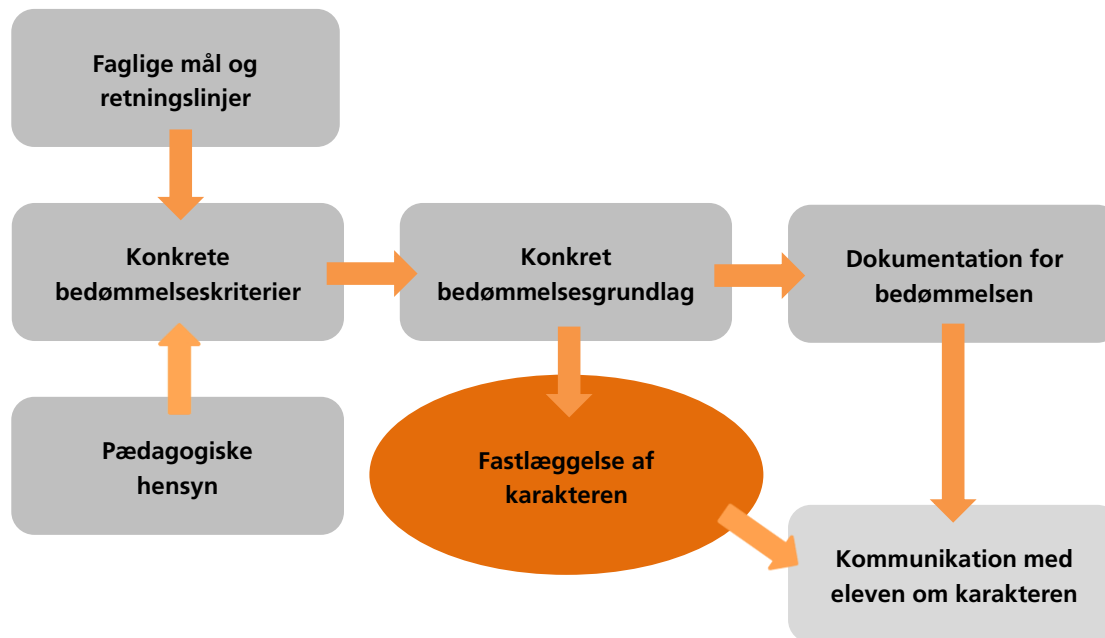 Faglige mål og
retningslinjer
Konkrete
bedømmelseskriterier
Konkret
bedømmelsesgrundlag
Dokumentation for
bedømmelsen
Pædagogiske
hensyn
Fastlæggelse af
karakteren
Kommunikation med
eleven om karakteren